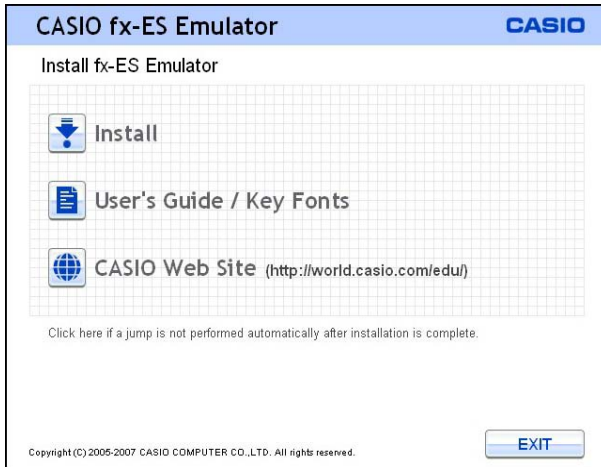 CASIO fx-ES Emulator CASIO
Install fx-ES Emulator
Install
User's Guide / Key Fonts
CASIO Web Site (http://world.casio.com/edu/)
Click here if a jump is not performed automatically after installation is complete.
EXIT
Copyright (C) 2005-2007 CASIO COMPUTER CO.,LTD. All rights reserved.